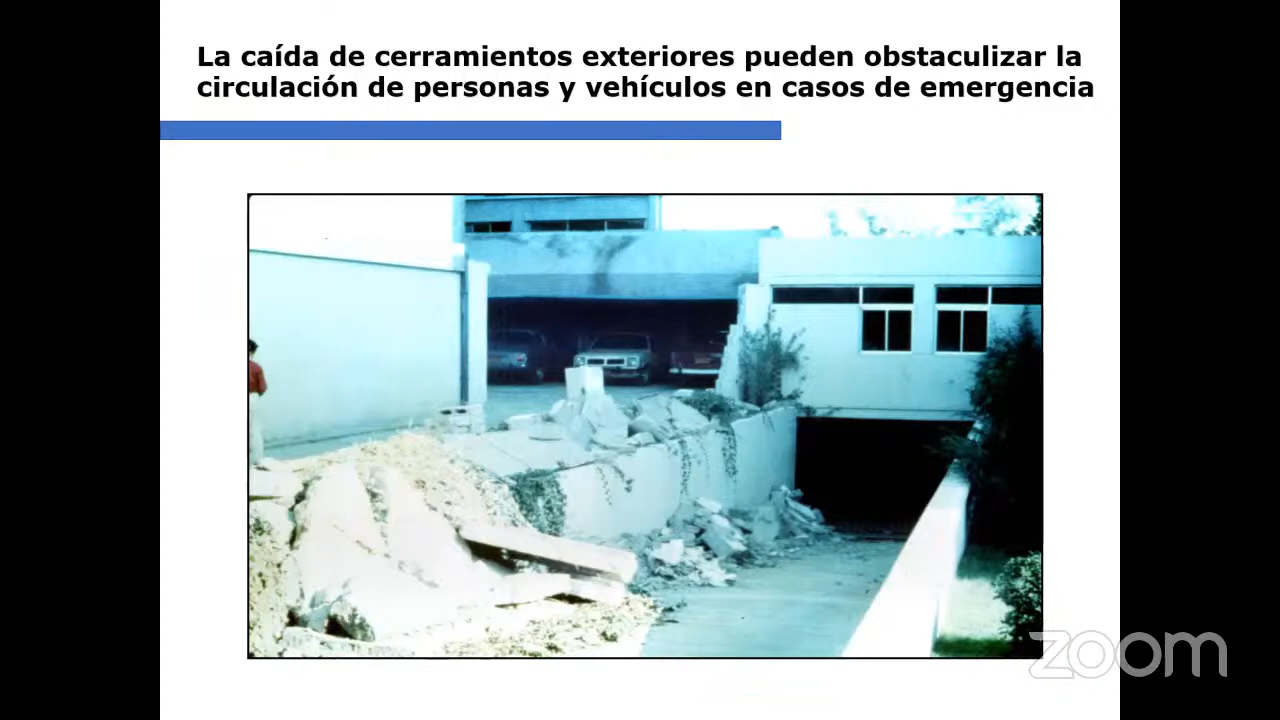 La caída de cerramientos exteriores pueden obstaculizar la
circulación de personas y vehículos en casos de emergencia
zoom